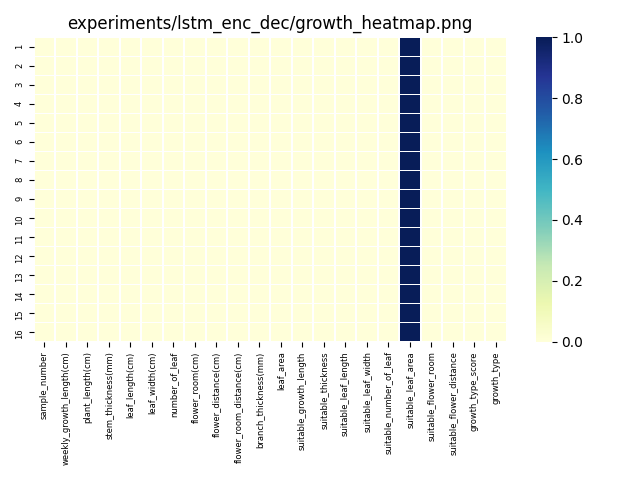 experiments/lstm_enc_dec/growth_heatmap.png
1
2
3
4
5
6
7
8
9
10
11
12
13
14
15
16
sample_number
weekly_growth_length(cm)
plant_length(cm)
stem_thickness(mm)
leaf_length(cm)
leaf_width(cm)
number_of_leaf
flower_room(cm)
flower_distance(cm)
flower_room_distance(cm)
branch_thickness(mm)
leaf_area
suitable_growth_length
suitable_thickness
suitable_leaf_length
suitable_leaf_width
suitable_number_of_leaf
suitable_leaf_area
suitable_flower_room
suitable_flower_distance
growth_type_score
growth_type
1.0
0.8
0.6
0.4
0.2
0.0